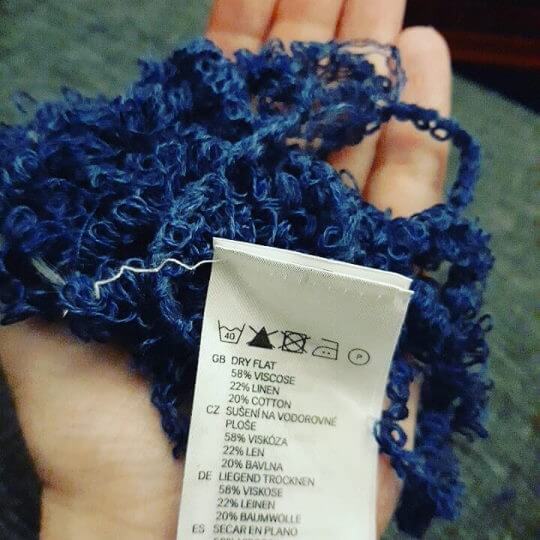 40 P
GB DRY FLAT
58% VISCOSE
22% LINEN
20% COTTON
CZ SUŠENÍ NA VODOROVNÉ
PLOŠE
58% VISKÓZA
22% LEN
20% BAVLNA
DE LIEGEND TROCKNEN
58% VISKOSE
22% LEINEN
20% BAUMWOLLE
ES SECAR EN PLANO